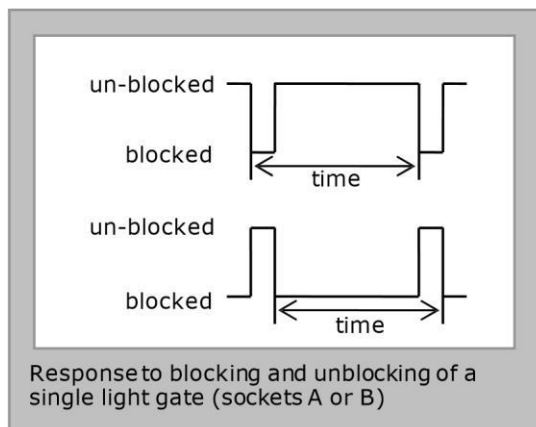 un-blocked
blocked
time
un-blocked
blocked
time
Response to blocking and unblocking of a
single light gate (sockets A or B)